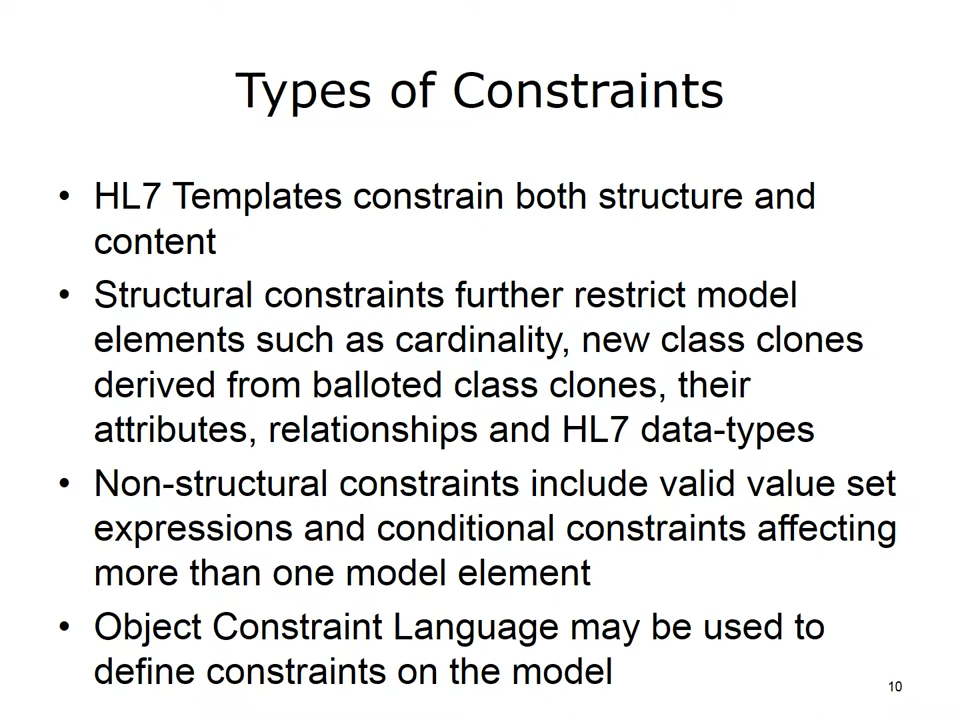 Types of Constraints
• HL7 Templates constrain both structure and
content
• Structural constraints further restrict model
elements such as cardinality, new class clones
derived from balloted class clones, their
attributes, relationships and HL7 data-types
• Non-structural constraints include valid value set
expressions and conditional constraints affecting
more than one model element
• Object Constraint Language may be used to
define constraints on the model
10